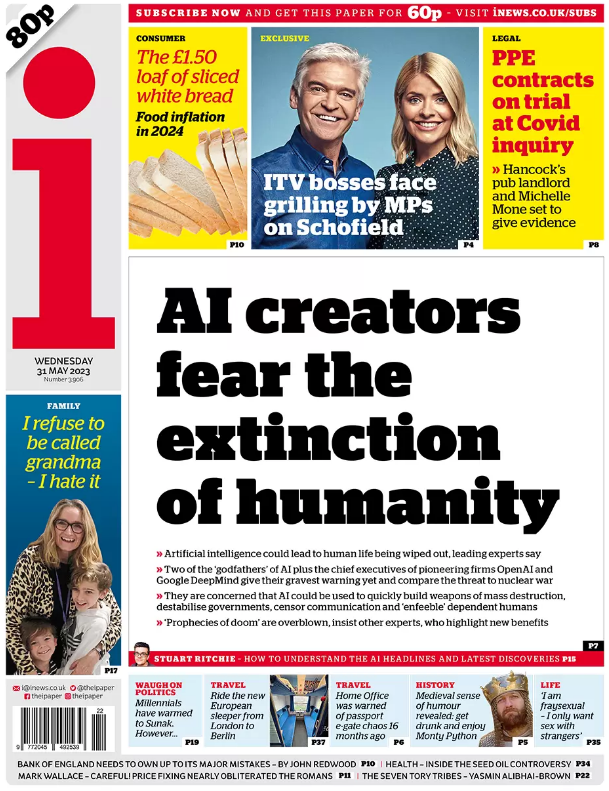 80p
SUBSCRIBE NOW AND GET THIS PAPER FOR 60p - VISIT iNEWS.CO.UK/SUBS
i
WEDNESDAY
31 MAY 2023
Number 3,906
CONSUMER
The £1.50
loaf of sliced
white bread
Food inflation
in 2024
P10
EXCLUSIVE
ITV bosses face
grilling by MPs
on Schofield
P4
LEGAL
PPE
contracts
on trial
at Covid
inquiry
» Hancock's
pub landlord
and Michelle
Mone set to
give evidence
P8
AI creators
fear the
extinction
of humanity
» Artificial intelligence could lead to human life being wiped out, leading experts say
» Two of the 'godfathers' of AI plus the chief executives of pioneering firms OpenAI and
Google DeepMind give their gravest warning yet and compare the threat to nuclear war
» They are concerned that AI could be used to quickly build weapons of mass destruction,
destabilise governments, censor communication and 'enfeeble' dependent humans
» 'Prophecies of doom' are overblown, insist other experts, who highlight new benefits
P7
STUART RITCHIE - HOW TO UNDERSTAND THE AI HEADLINES AND LATEST DISCOVERIES P15
FAMILY
I refuse to
be called
grandma
– I hate it
P17
i@inews.co.uk @theipaper
theipaper theipaper
22
9 772045 492539
WAUGH ON
POLITICS
Millennials
have warmed
to Sunak.
However...
P19
TRAVEL
Ride the new
European
sleeper from
London to
Berlin
P37
TRAVEL
Home Office
was warned
of passport
e-gate chaos 16
months ago
P6
HISTORY
Medieval sense
of humour
revealed: get
drunk and enjoy
Monty Python
P5
LIFE
'I am
fraysexual
– I only want
sex with
strangers'
P35
BANK OF ENGLAND NEEDS TO OWN UP TO ITS MAJOR MISTAKES – BY JOHN REDWOOD P10 | HEALTH – INSIDE THE SEED OIL CONTROVERSY P34
MARK WALLACE – CAREFUL! PRICE FIXING NEARLY OBLITERATED THE ROMANS P11 | THE SEVEN TORY TRIBES – YASMIN ALIBHAI-BROWN P22